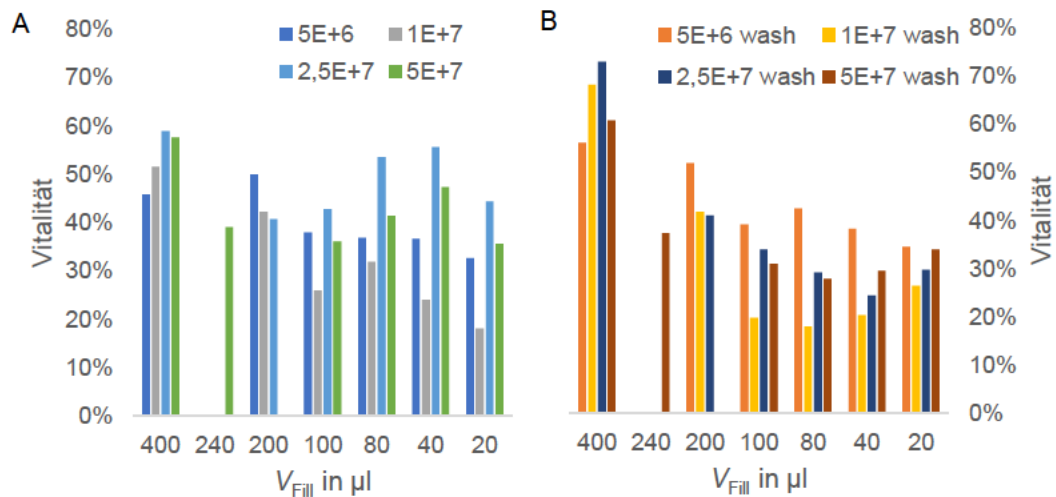 A
80%
70%
60%
50%
40%
30%
20%
10%
0%
Vitalität
5E+6 1E+7
2,5E+7 5E+7
400 240 200 100 80 40 20
VFill in µl
B
5E+6 wash 1E+7 wash
2,5E+7 wash 5E+7 wash
80%
70%
60%
50%
40%
30%
20%
10%
0%
Vitalität
400 240 200 100 80 40 20
VFill in µl